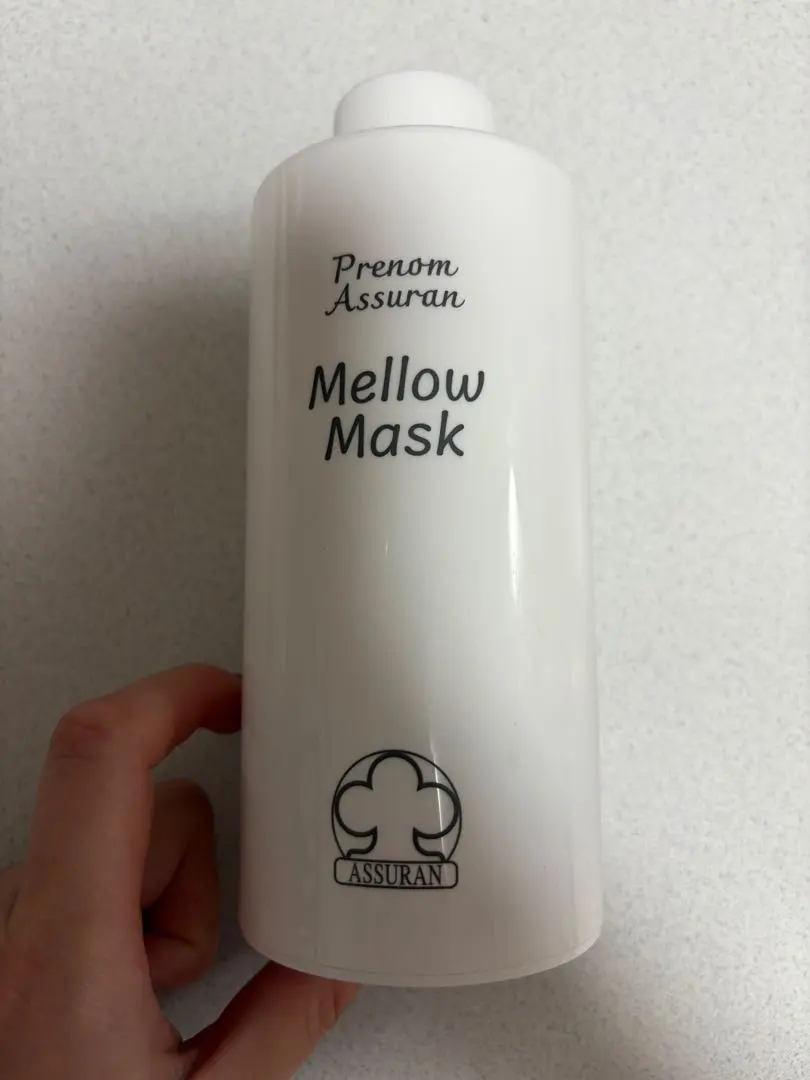 Prenom
Assuran
Mellow
Mask
ASSURAN